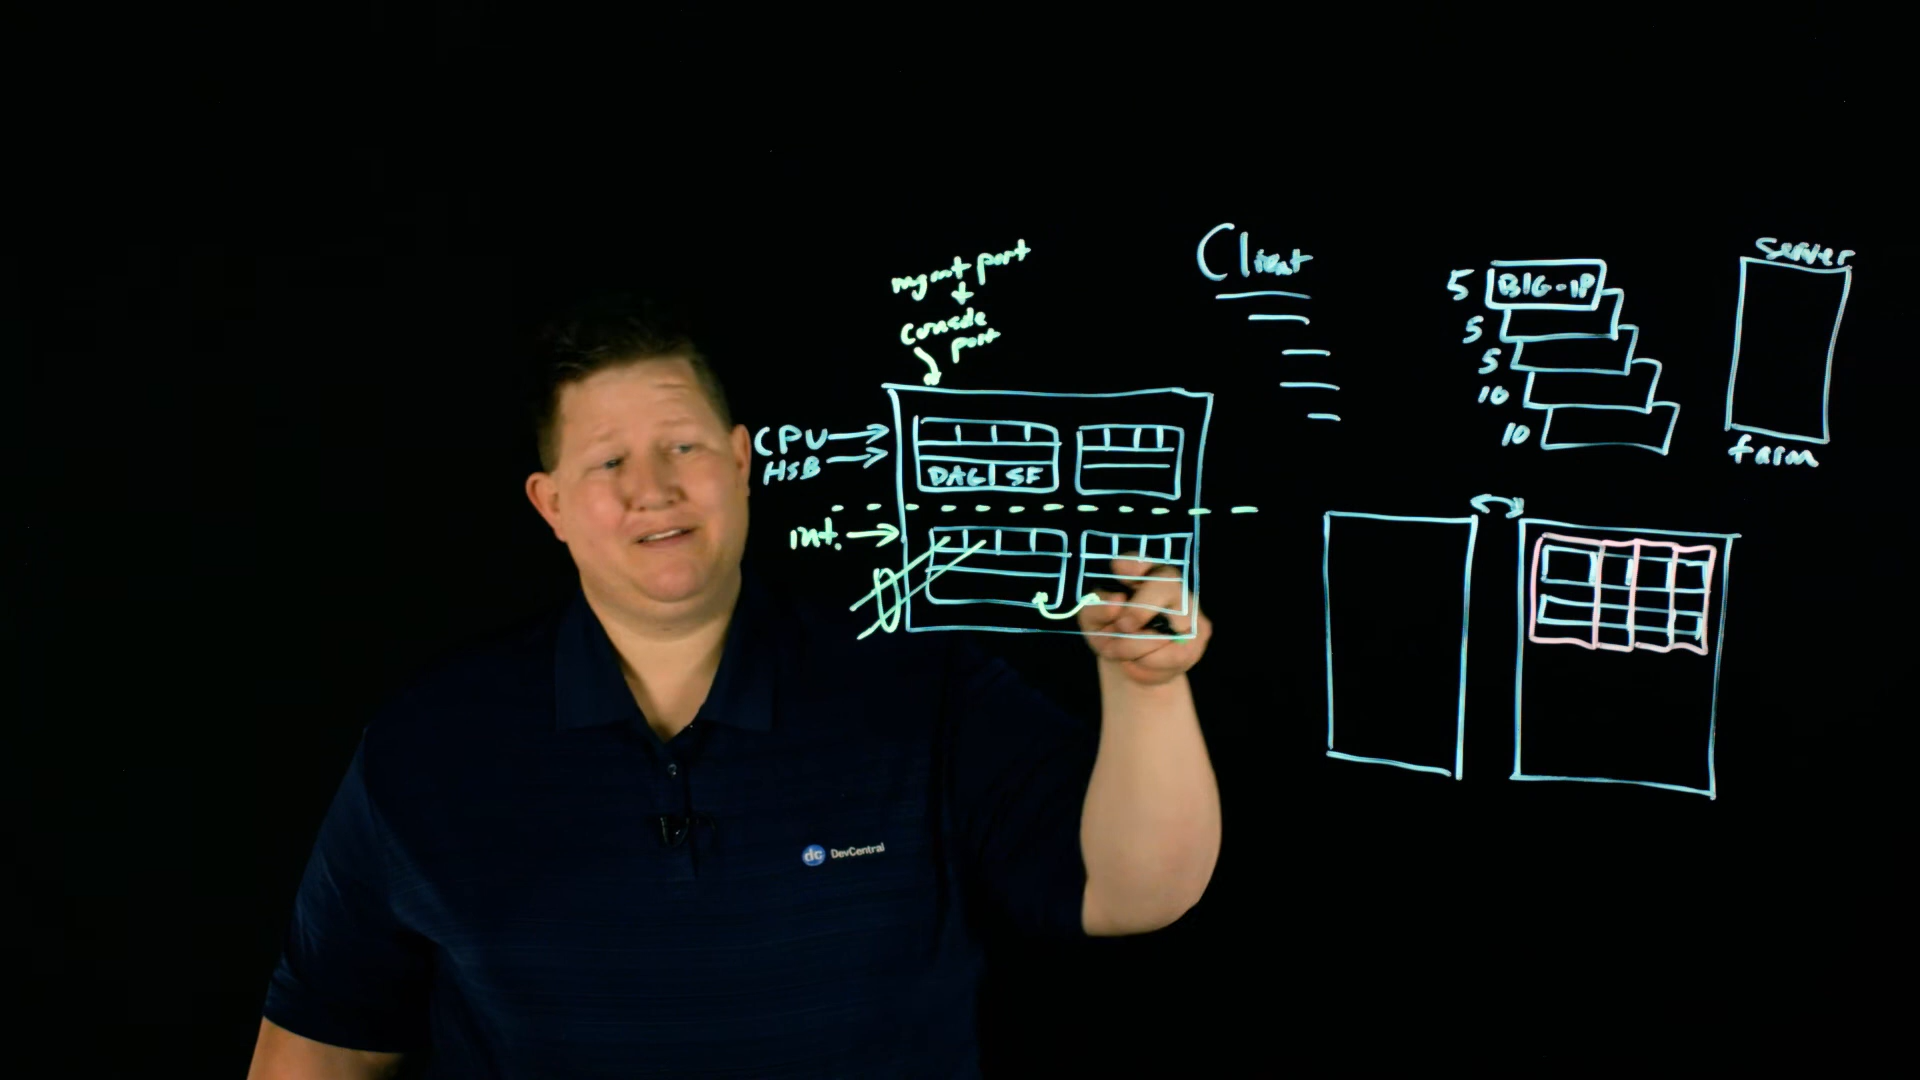 mgmt port
+
console
port
CPU
HSB
DAG SF
int.
Client
5 BIG-IP
5
5
10
10
server
farm
dc DevCentral